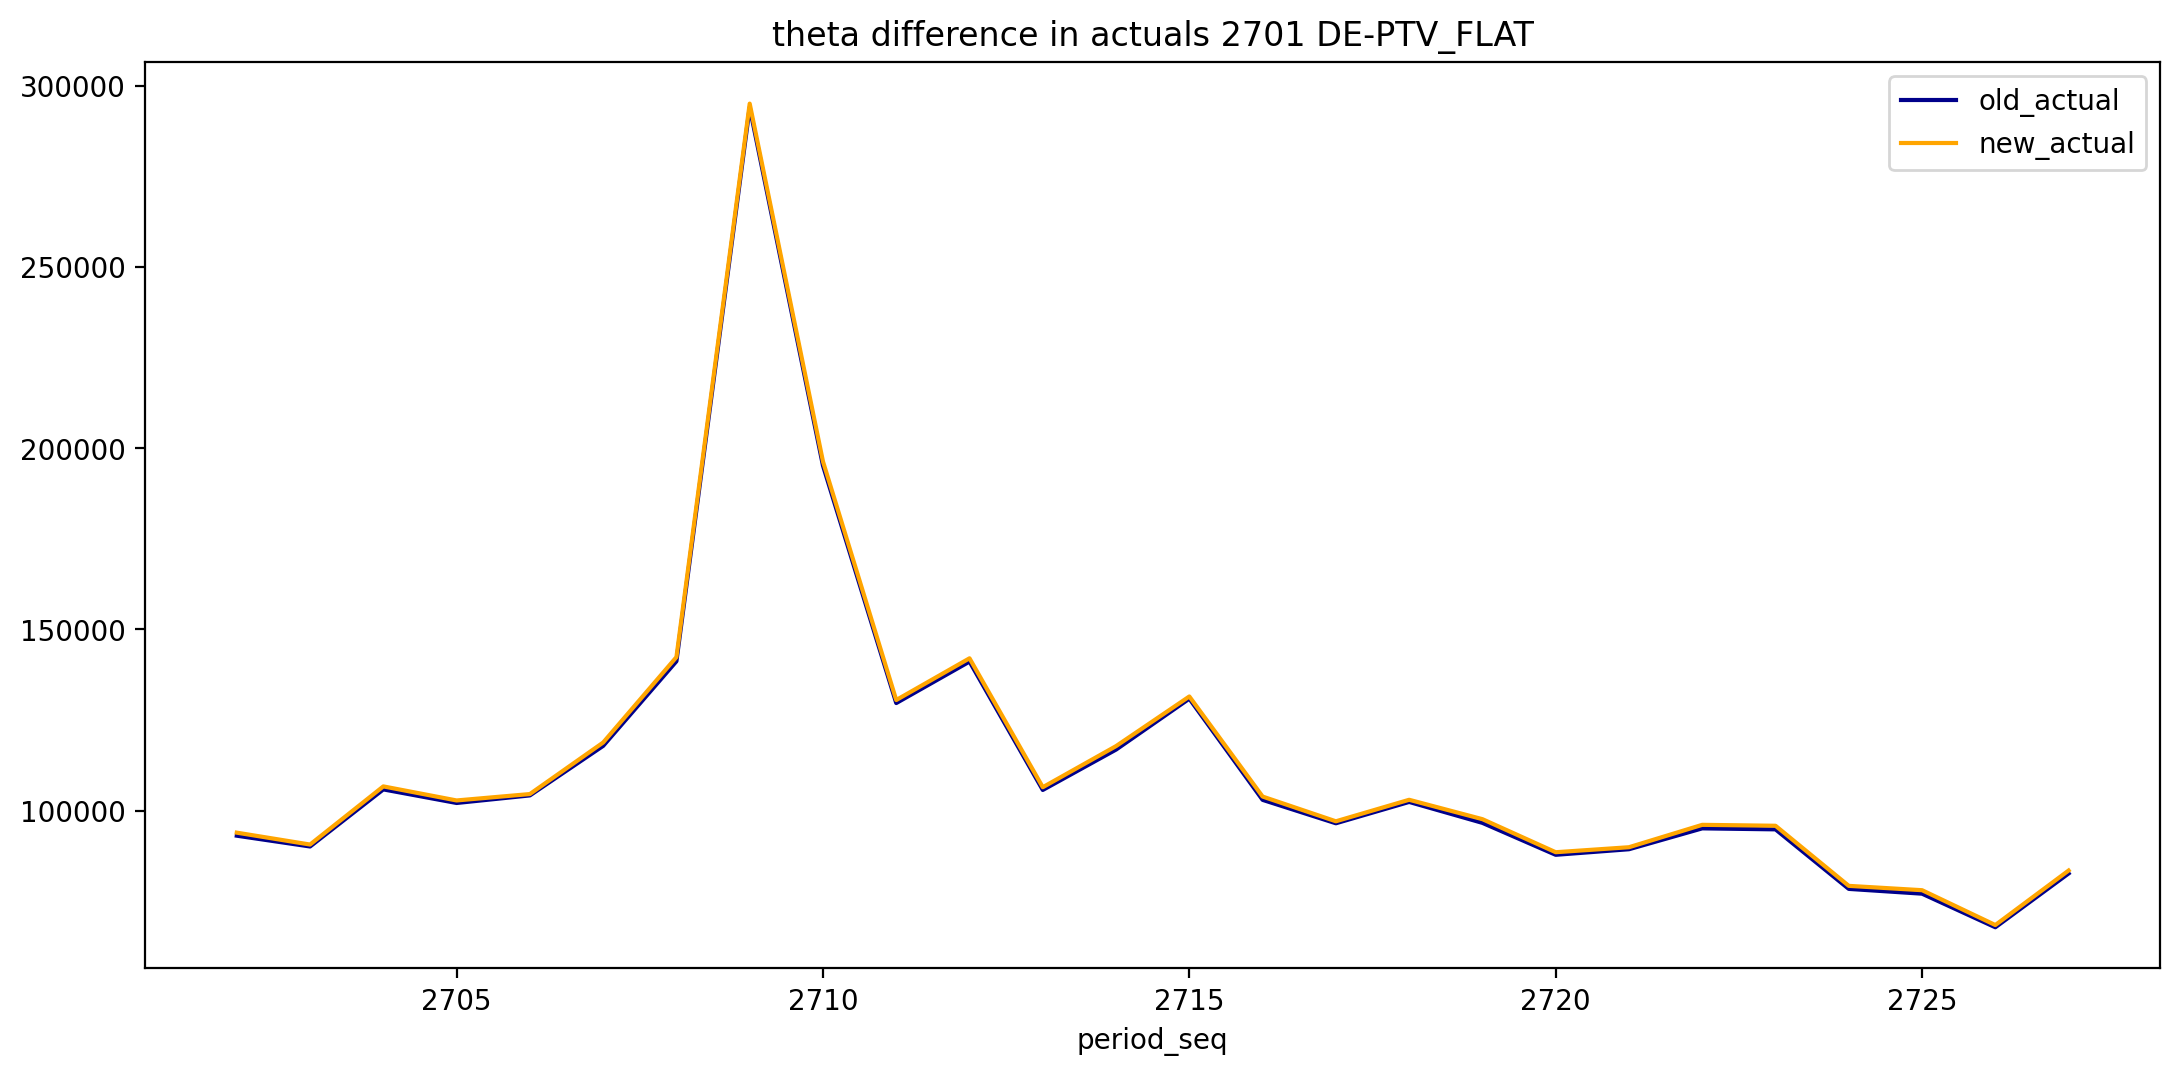 theta difference in actuals 2701 DE-PTV_FLAT
300000
250000
200000
150000
100000
old_actual
new_actual
2705 2710 2715 2720 2725
period_seq